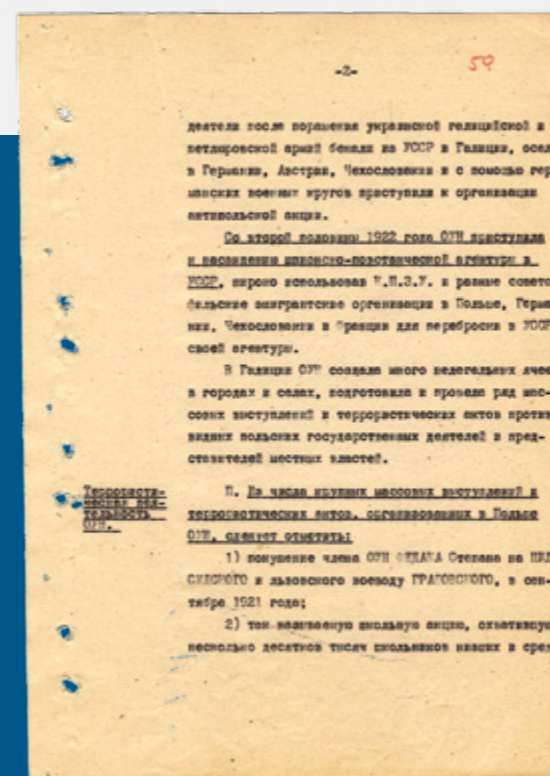 -2-
50
деятели после поражения украинской галицийской и
петлюровской армий бежали из УССР и Галиции, осел
в Германии, Австрии, Чехословакии и с помощью гер
манских военных кругов приступили к организации
антипольской акции.
Со второй половины 1922 года ОУН приступила
к насаждению шпионско-повстанческой агентуры в
УССР, широко использовав и разные совето
фильские эмигрантские организации в Польше, Герма
нии, Чехословакии и Франции для переброски в УССР
своей агентуры.
В Галиции ОУН создала много нелегальных ячее
в городах и селах, подготовила и провела ряд мас-
совых выступлений и террористических актов против
видных польских государственных деятелей и пред-
ставителей местных властей.
Террористи-
ческая дея-
тельность
ОУН.
П. Из числа крупных массовых выступлений и
террористических актов, организованных в Польше
ОУН, следует отметить:
1) покушение члена ОУН ФЕДАКА Степана на ПИЛ
СУДСКОГО и львовского воеводу ГРАБОВСКОГО, в сен-
тябре 1921 года;
2) так называемую школьную акцию, охватившую
несколько десятков тысяч школьников низших и сред